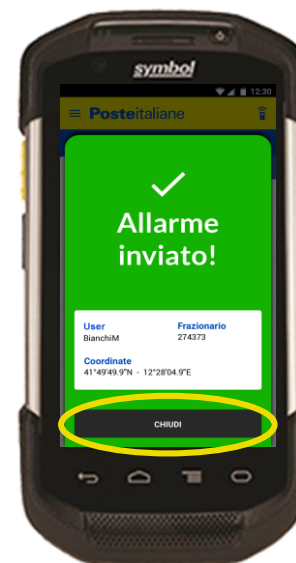 symbol
12:30
Posteitaliane
Allarme
inviato!
User Frazionario
BianchiM 274373
Coordinate
41°49'49.9"N - 12°28'04.9"E
CHIUDI